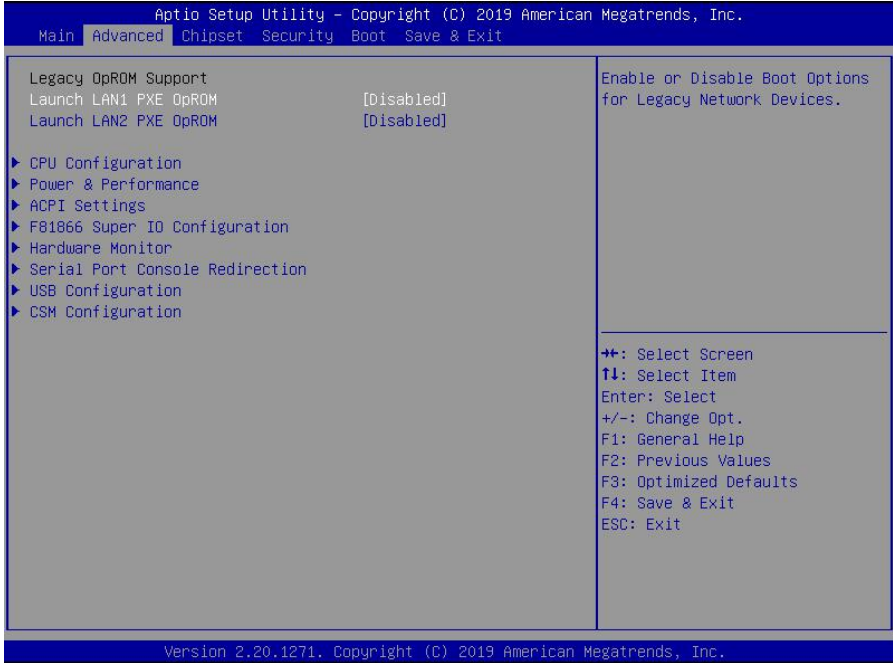 Aptio Setup Utility – Copyright (C) 2019 American Megatrends, Inc.
Main Advanced Chipset Security Boot Save & Exit
Legacy OpROM Support
Launch LAN1 PXE OpROM [Disabled]
Launch LAN2 PXE OpROM [Disabled]
CPU Configuration
Power & Performance
ACPI Settings
F81866 Super IO Configuration
Hardware Monitor
Serial Port Console Redirection
USB Configuration
CSM Configuration
Enable or Disable Boot Options
for Legacy Network Devices.
→←: Select Screen
↑↓: Select Item
Enter: Select
+/-: Change Opt.
F1: General Help
F2: Previous Values
F3: Optimized Defaults
F4: Save & Exit
ESC: Exit
Version 2.20.1271. Copyright (C) 2019 American Megatrends, Inc.